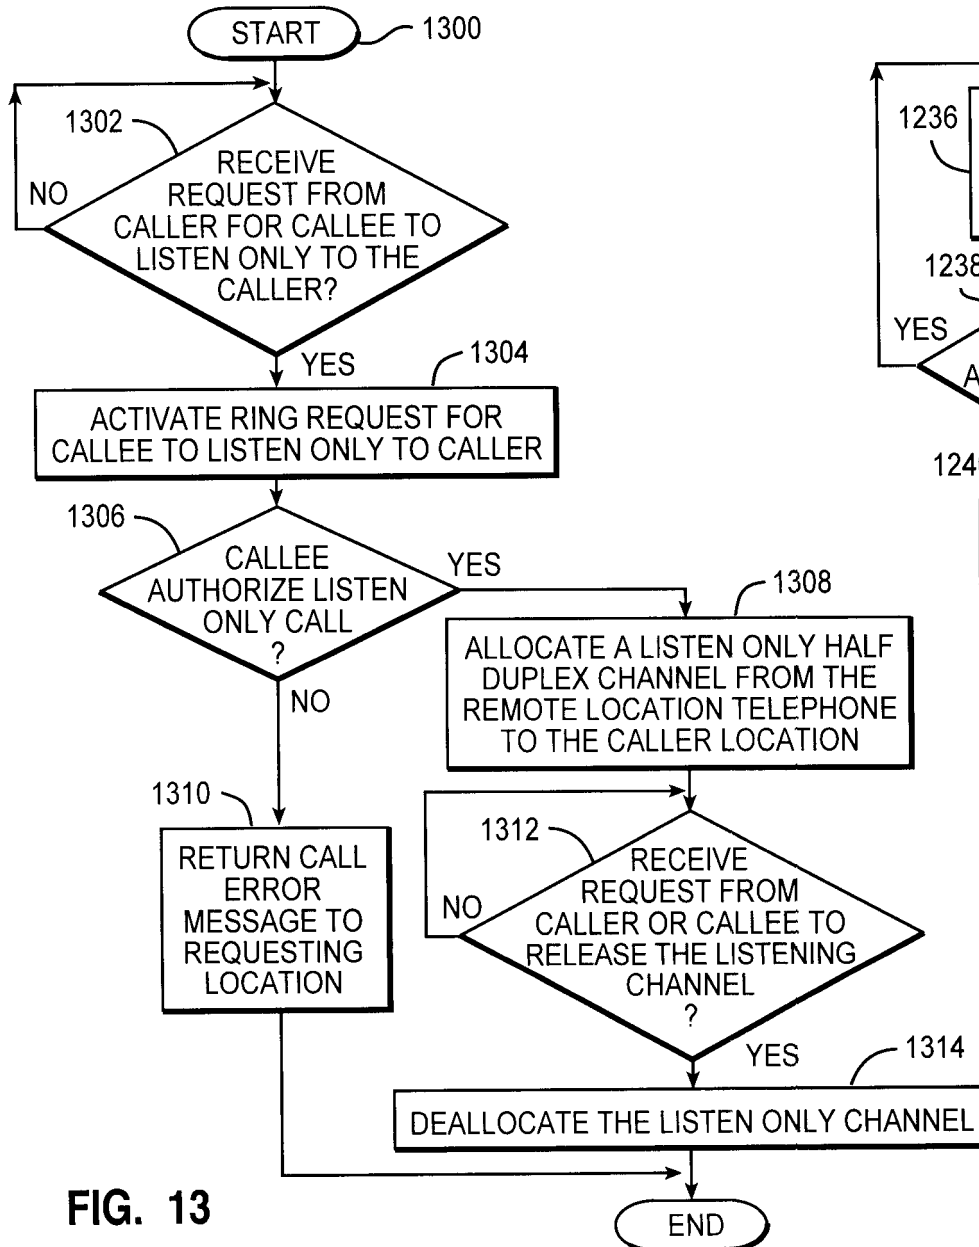 START
1300
1302
NO
RECEIVE
REQUEST FROM
CALLER FOR CALLEE TO
LISTEN ONLY TO THE
CALLER?
YES
1304
ACTIVATE RING REQUEST FOR
CALLEE TO LISTEN ONLY TO CALLER
1306
CALLEE
AUTHORIZE LISTEN
ONLY CALL
?
YES
NO
1308
ALLOCATE A LISTEN ONLY HALF
DUPLEX CHANNEL FROM THE
REMOTE LOCATION TELEPHONE
TO THE CALLER LOCATION
1310
RETURN CALL
ERROR
MESSAGE TO
REQUESTING
LOCATION
1312
NO
RECEIVE
REQUEST FROM
CALLER OR CALLEE TO
RELEASE THE LISTENING
CHANNEL
?
YES
1314
DEALLOCATE THE LISTEN ONLY CHANNEL
END
FIG. 13
1236
1238
YES
A